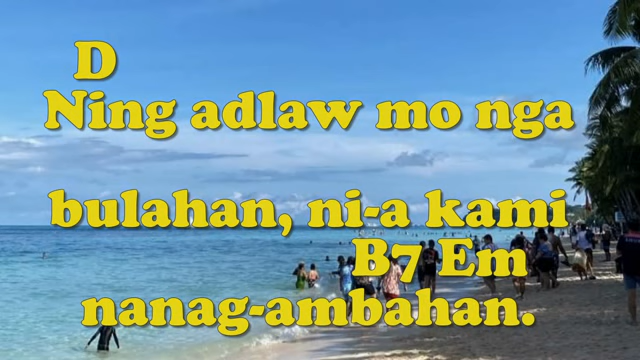 D
Ning adlaw mo nga
bulahan, ni-a kami
B7 Em
nanag-ambahan.